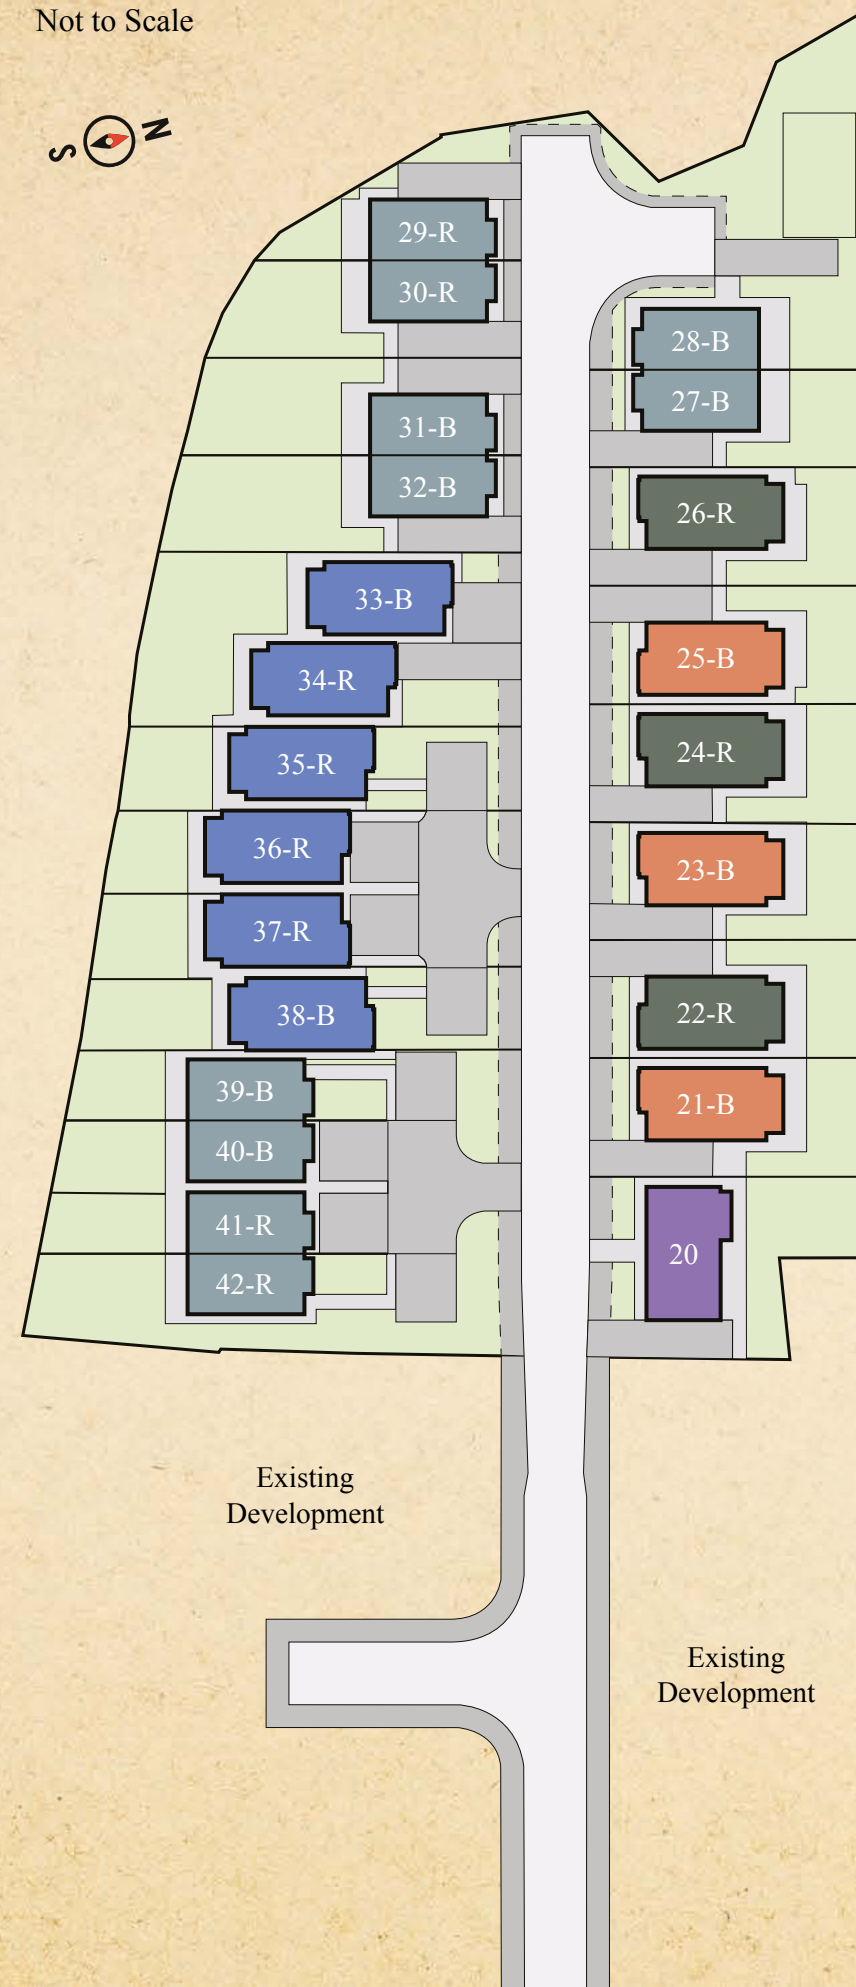 Not to Scale
N
S
29-R
30-R
28-B
27-B
31-B
32-B
26-R
33-B
25-B
34-R
24-R
35-R
36-R
23-B
37-R
22-R
38-B
39-B
21-B
40-B
41-R
20
42-R
Existing
Development
Existing
Development